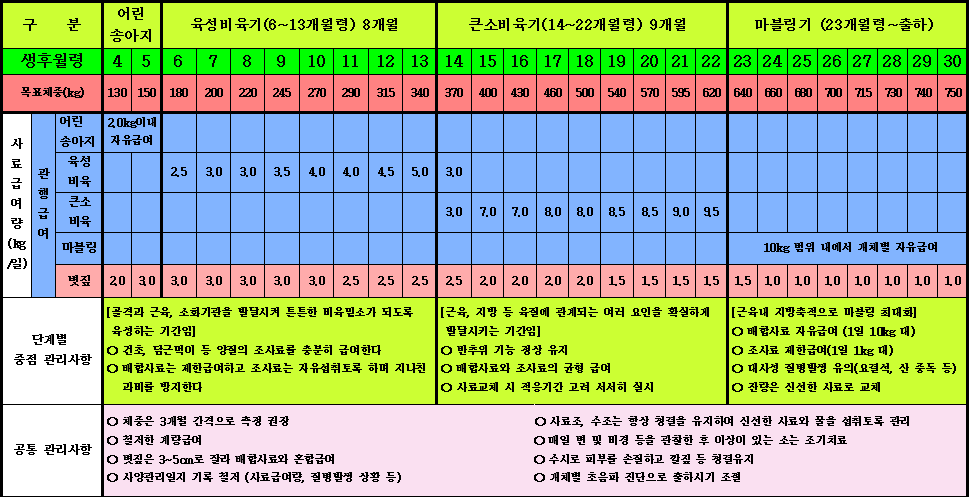 구 분 어린 송아지 육성비육기(6~13개월령) 8개월 큰소비육기(14~22개월령) 9개월 마블링기 (23개월령~출하)
생후월령 4 5 6 7 8 9 10 11 12 13 14 15 16 17 18 19 20 21 22 23 24 25 26 27 28 29 30
목표체중(kg) 130 150 180 200 220 245 270 290 315 340 370 400 430 460 500 540 570 595 620 640 660 680 700 715 730 740 750
사료급여량(kg/일) 관행급여
어린 송아지 2.0kg이내 자유급여
육성 비육 2.5 3.0 3.0 3.5 4.0 4.0 4.5 5.0 3.0
큰소 비육 3.0 7.0 7.0 8.0 8.0 8.5 8.5 9.0 9.5
마블링 10kg 범위 내에서 개체별 자유급여
볏짚 2.0 3.0 3.0 3.0 3.0 3.0 3.0 2.5 2.5 2.5 2.5 2.0 2.0 2.0 2.0 1.5 1.5 1.5 1.5 1.5 1.0 1.0 1.0 1.0 1.0 1.0 1.0
단계별
중점 관리사항
[골격과 근육, 소화기관을 발달시켜 튼튼한 비육밑소가 되도록
육성하는 기간임]
○ 건초, 담근먹이 등 양질의 조사료를 충분히 급여한다
○ 배합사료는 제한급여하고 조사료는 자유섭취토록 하며 지나친
과비를 방지한다
[근육, 지방 등 육질에 관계되는 여러 요인을 확실하게
발달시키는 기간임]
○ 반추위 기능 정상 유지
○ 배합사료와 조사료의 균형 급여
○ 사료교체 시 적응기간 고려 서서히 실시
[근육내 지방축적으로 마블링 최대화]
○ 배합사료 자유급여 (1일 10kg 대)
○ 조사료 제한급여(1일 1kg 대)
○ 대사성 질병발생 유의(요결석, 산 중독 등)
○ 잔량은 신선한 사료로 교체
공통 관리사항
○ 체중은 3개월 간격으로 측정 권장
○ 철저한 계량급여
○ 볏짚은 3~5cm로 잘라 배합사료와 혼합급여
○ 사양관리일지 기록 철저 (사료급여량, 질병발생 상황 등)
○ 사료조, 수조는 항상 청결을 유지하여 신선한 사료와 물을 섭취토록 관리
○ 매일 변 및 비경 등을 관찰한 후 이상이 있는 소는 조기치료
○ 수시로 피부를 손질하고 깔짚 등 청결유지
○ 개체별 초음파 진단으로 출하시기 조절